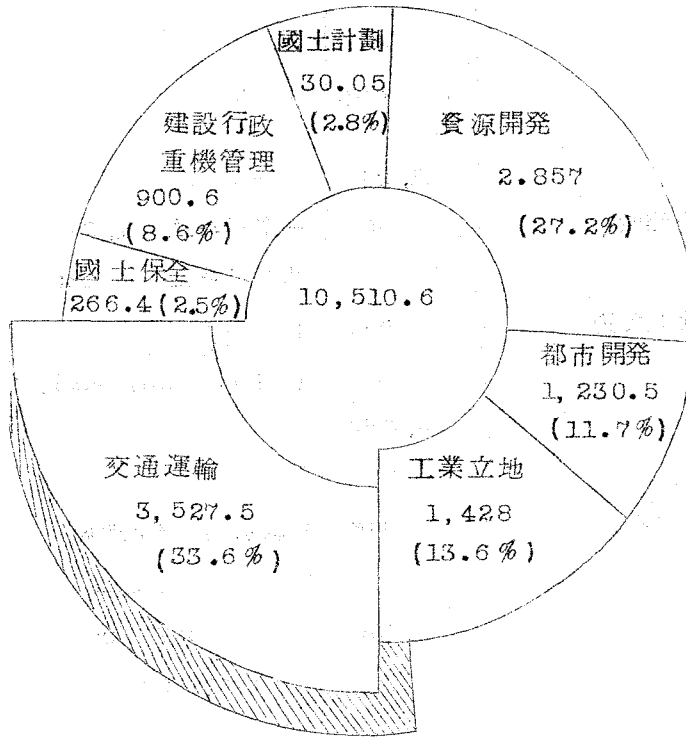 國土計劃
30.05
(2.8%)
資源開発
2.857
(27.2%)
建設行政
重機管理
900.6
(8.6%)
國土保全
266.4(2.5%)
10,510.6
都市開発
1,230.5
(11.7%)
交通運輸
3,527.5
(33.6%)
工業立地
1,428
(13.6%)